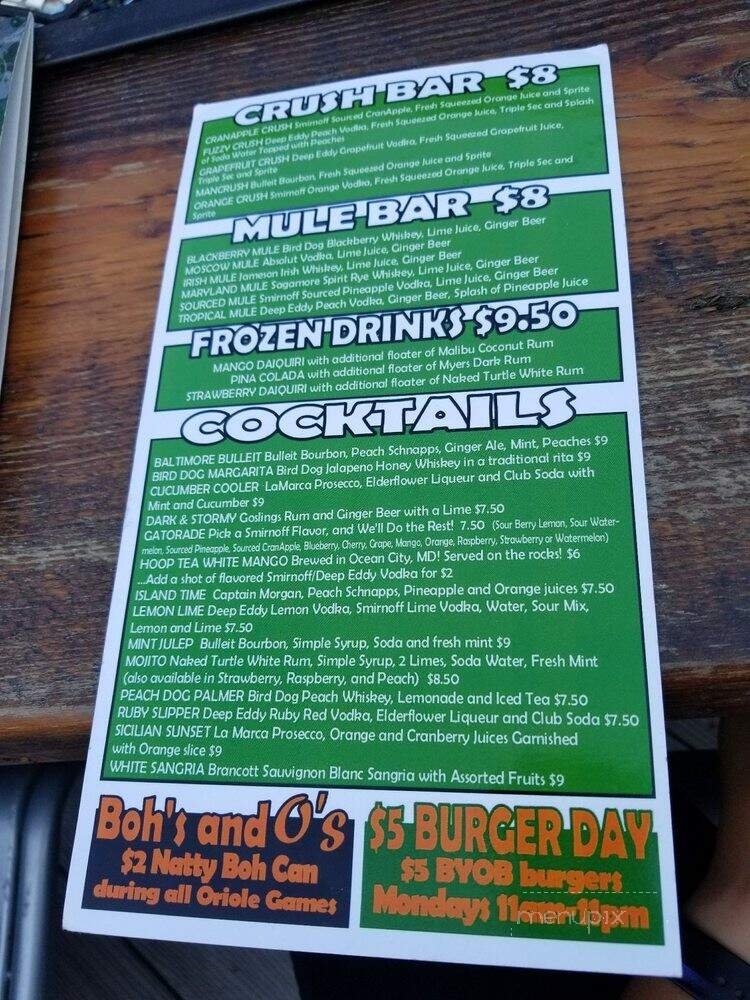 CRUSH BAR $8
CRANAPPLE CRUSH Smirnoff Sourced CranApple, Fresh Squeezed Orange Juice and Sprite
FUZZY CRUSH Deep Eddy Peach Vodka, Fresh Squeezed Orange Juice, Triple Sec and Splash
of Soda Water Topped with Peaches
GRAPEFRUIT CRUSH Deep Eddy Grapefruit Vodka, Fresh Squeezed Grapefruit Juice,
Triple Sec and Sprite
MANCRUSH Bulleit Bourbon, Fresh Squeezed Orange Juice and Sprite
ORANGE CRUSH Smirnoff Orange Vodka, Fresh Squeezed Orange Juice, Triple Sec and
Sprite
MULE BAR $8
BLACKBERRY MULE Bird Dog Blackberry Whiskey, Lime Juice, Ginger Beer
MOSCOW MULE Absolut Vodka, Lime Juice, Ginger Beer
IRISH MULE Jameson Irish Whiskey, Lime Juice, Ginger Beer
MARYLAND MULE Sagamore Spirit Rye Whiskey, Lime Juice, Ginger Beer
SOURCED MULE Smirnoff Sourced Pineapple Vodka, Lime Juice, Ginger Beer
TROPICAL MULE Deep Eddy Peach Vodka, Ginger Beer, Splash of Pineapple Juice
FROZEN DRINKS $9.50
MANGO DAIQUIRI with additional floater of Malibu Coconut Rum
PINA COLADA with additional floater of Myers Dark Rum
STRAWBERRY DAIQUIRI with additional floater of Naked Turtle White Rum
COCKTAILS
BALTIMORE BULLEIT Bulleit Bourbon, Peach Schnapps, Ginger Ale, Mint, Peaches $9
BIRD DOG MARGARITA Bird Dog Jalapeno Honey Whiskey in a traditional rita $9
CUCUMBER COOLER LaMarca Prosecco, Elderflower Liqueur and Club Soda with
Mint and Cucumber $9
DARK & STORMY Goslings Rum and Ginger Beer with a Lime $7.50
GATORADE Pick a Smirnoff Flavor, and We'll Do the Rest! 7.50 (Sour Berry Lemon, Sour Water-
melon, Sourced Pineapple, Sourced CranApple, Blueberry, Cherry, Grape, Mango, Orange, Raspberry, Strawberry or Watermelon)
HOOP TEA WHITE MANGO Brewed in Ocean City, MD! Served on the rocks! $6
...Add a shot of flavored Smirnoff/Deep Eddy Vodka for $2
ISLAND TIME Captain Morgan, Peach Schnapps, Pineapple and Orange juices $7.50
LEMON LIME Deep Eddy Lemon Vodka, Smirnoff Lime Vodka, Water, Sour Mix,
Lemon and Lime $7.50
MINT JULEP Bulleit Bourbon, Simple Syrup, Soda and fresh mint $9
MOJITO Naked Turtle White Rum, Simple Syrup, 2 Limes, Soda Water, Fresh Mint
(also available in Strawberry, Raspberry, and Peach) $8.50
PEACH DOG PALMER Bird Dog Peach Whiskey, Lemonade and Iced Tea $7.50
RUBY SLIPPER Deep Eddy Ruby Red Vodka, Elderflower Liqueur and Club Soda $7.50
SICILIAN SUNSET La Marca Prosecco, Orange and Cranberry Juices Garnished
with Orange slice $9
WHITE SANGRIA Brancott Sauvignon Blanc Sangria with Assorted Fruits $9
Boh's and O's
$2 Natty Boh Can
during all Oriole Games
$5 BURGER DAY
$5 BYOB burgers
Mondays 11am-11pm
menupix